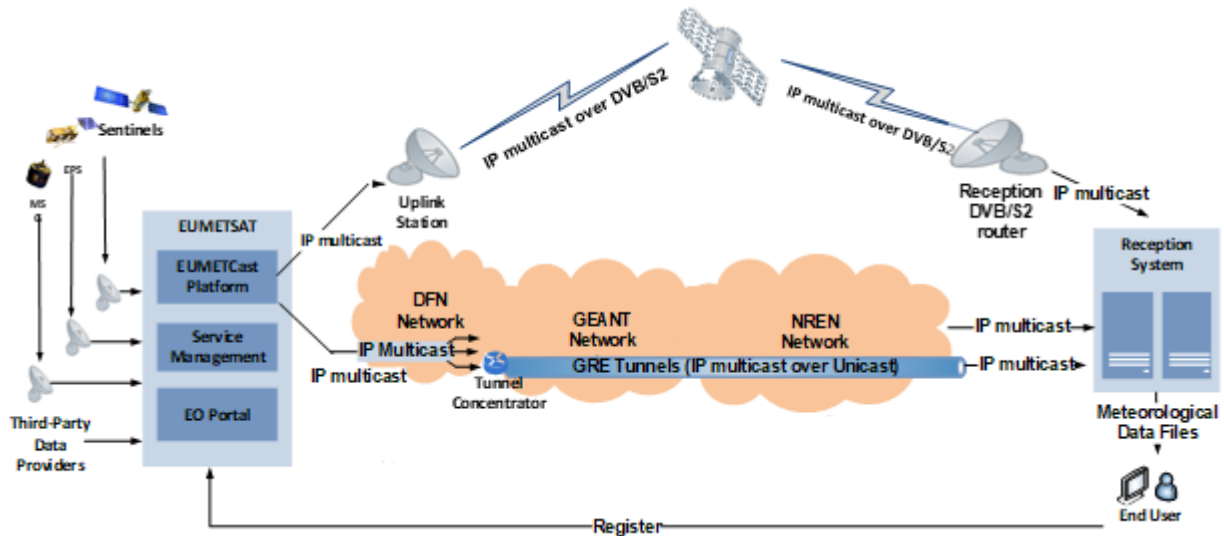 IP multicast over DVB/S2
IP multicast over DVB/S2
Sentinels
EPS
MS
G
Uplink
Station
Reception
DVB/S2
router
IP multicast
EUMETSAT
EUMETCast
Platform
Service
Management
EO Portal
IP multicast
IP multicast
DFN
Network
IP Multicast
Tunnel
Concentrator
GEANT
Network
NREN
Network
GRE Tunnels (IP multicast over Unicast)
IP multicast
IP multicast
Reception
System
Third-Party
Data
Providers
Meteorological
Data Files
End User
Register